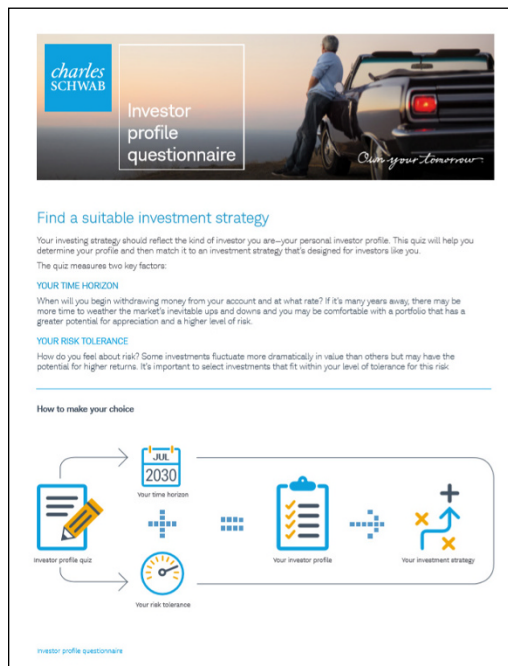 charles
SCHWAB
Investor
profile
questionnaire
Own your tomorrow.
Find a suitable investment strategy
Your investing strategy should reflect the kind of investor you are—your personal investor profile. This quiz will help you
determine your profile and then match it to an investment strategy that's designed for investors like you.
The quiz measures two key factors:
YOUR TIME HORIZON
When will you begin withdrawing money from your account and at what rate? If it's many years away, there may be
more time to weather the market's inevitable ups and downs and you may be comfortable with a portfolio that has a
greater potential for appreciation and a higher level of risk.
YOUR RISK TOLERANCE
How do you feel about risk? Some investments fluctuate more dramatically in value than others but may have the
potential for higher returns. It's important to select investments that fit within your level of tolerance for this risk
How to make your choice
JUL
2030
Your time horizon
Investor profile quiz
Your investor profile
Your investment strategy
Your risk tolerance
Investor profile questionnaire